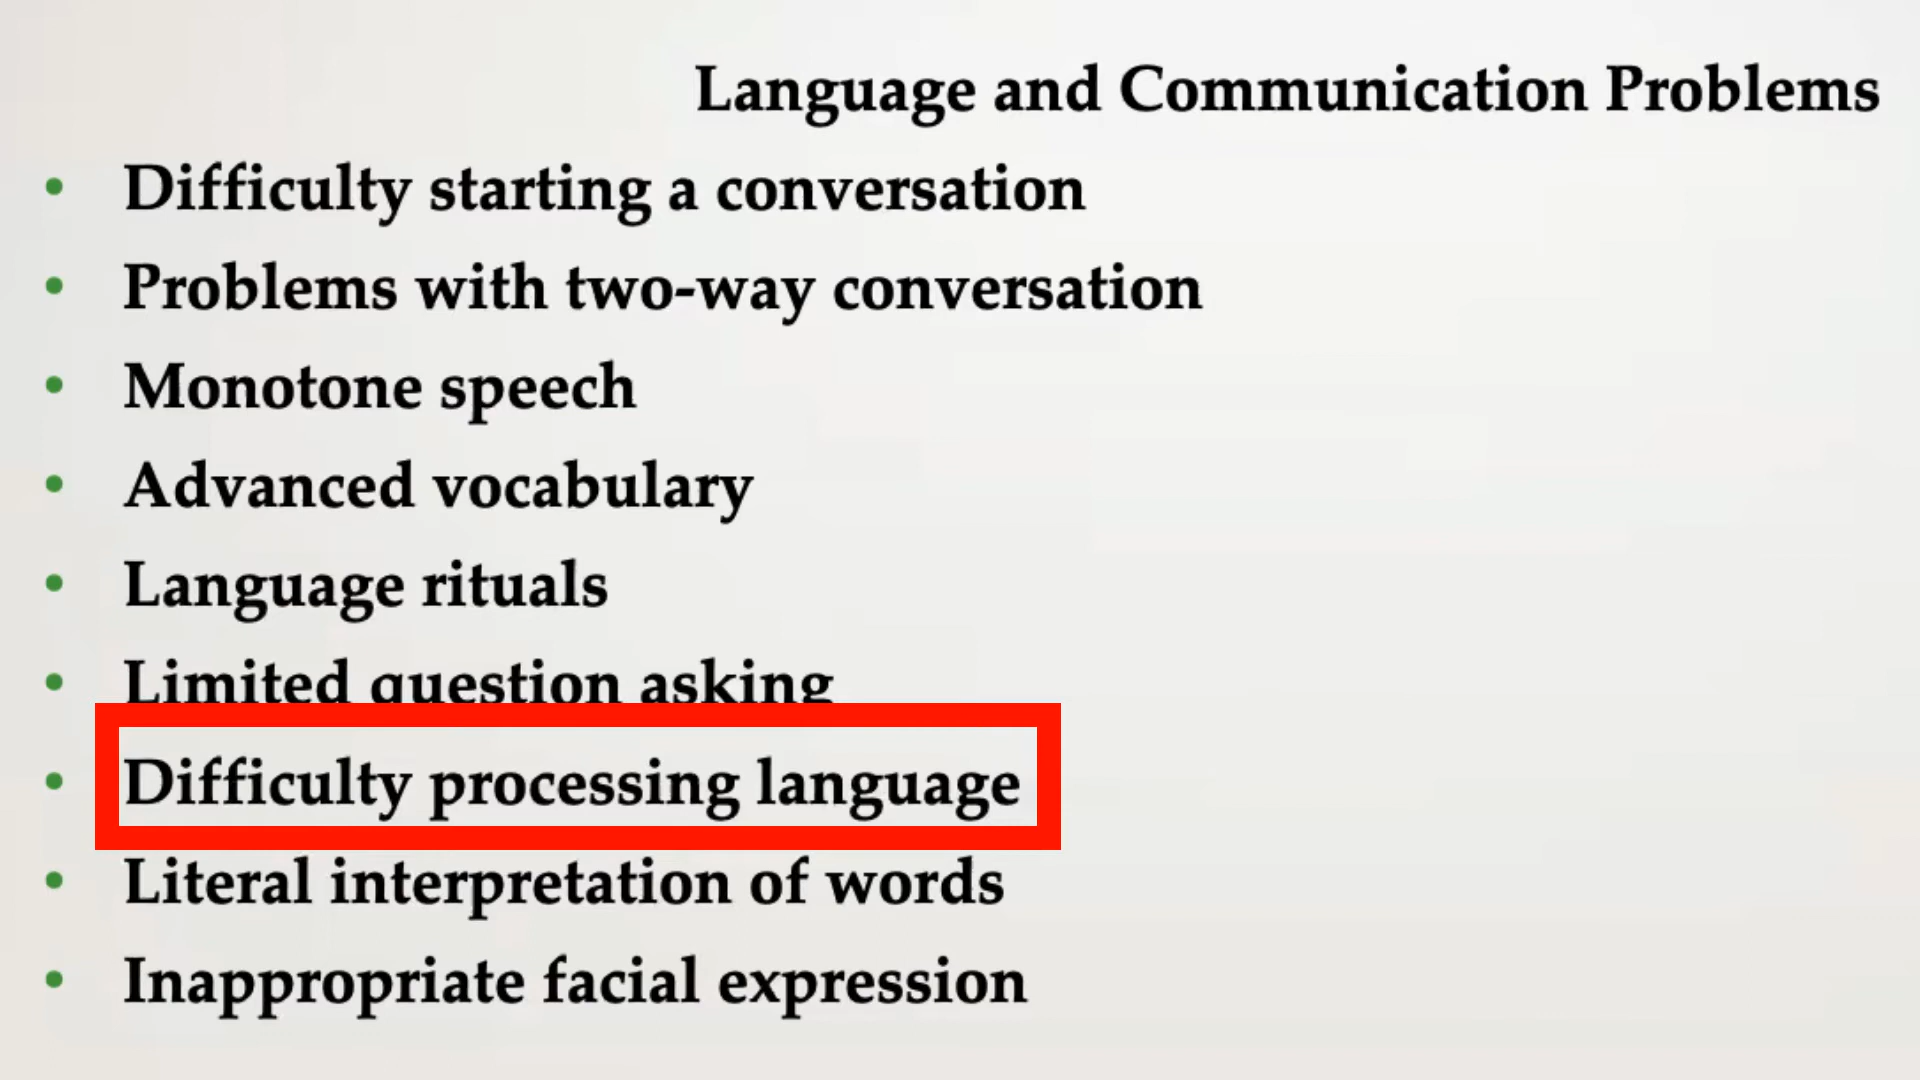 Language and Communication Problems
• Difficulty starting a conversation
• Problems with two-way conversation
• Monotone speech
• Advanced vocabulary
• Language rituals
• Limited question asking
• Difficulty processing language
• Literal interpretation of words
• Inappropriate facial expression